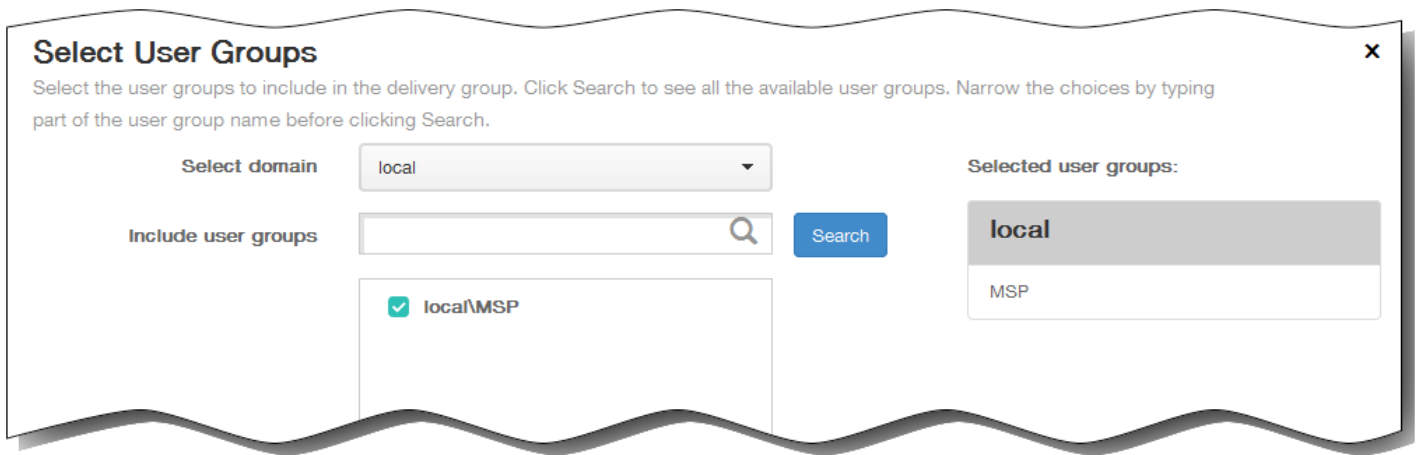 Select User Groups
x
Select the user groups to include in the delivery group. Click Search to see all the available user groups. Narrow the choices by typing
part of the user group name before clicking Search.
Select domain
local
Selected user groups:
Include user groups
Search
local
local\MSP
MSP